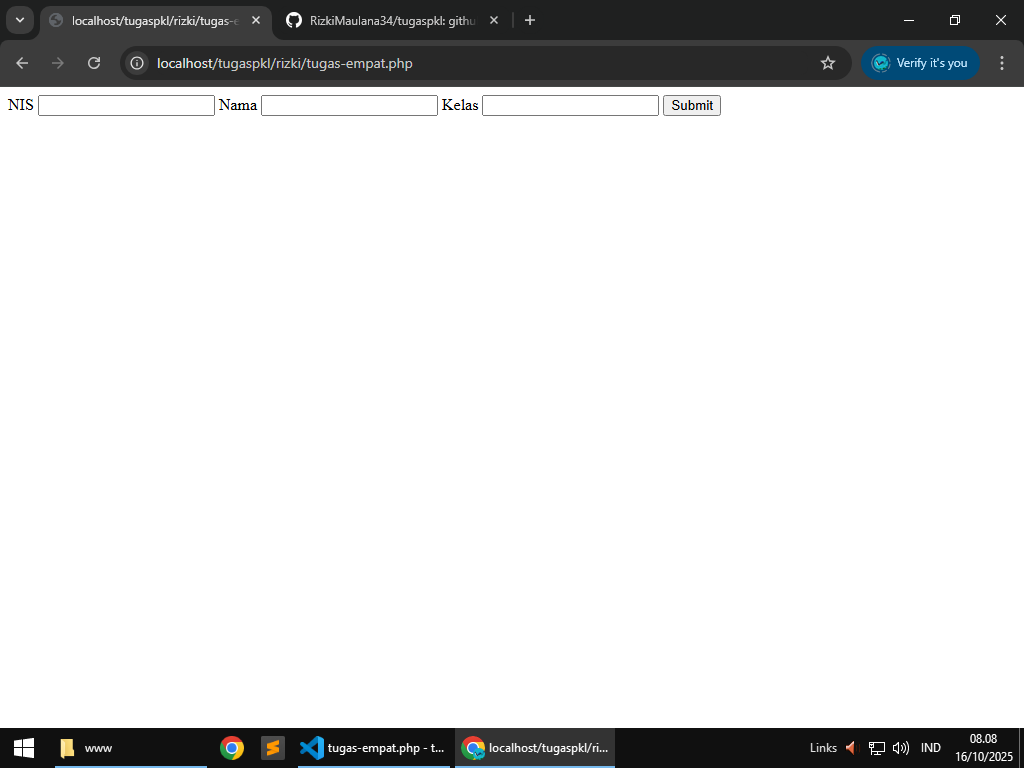 localhost/tugaspkl/rizki/tugas-e
RizkiMaulana34/tugaspkl: githu
localhost/tugaspkl/rizki/tugas-empat.php
Verify it's you
NIS Nama Kelas Submit
www
tugas-empat.php - t...
localhost/tugaspkl/ri...
Links
IND
08.08
16/10/2025